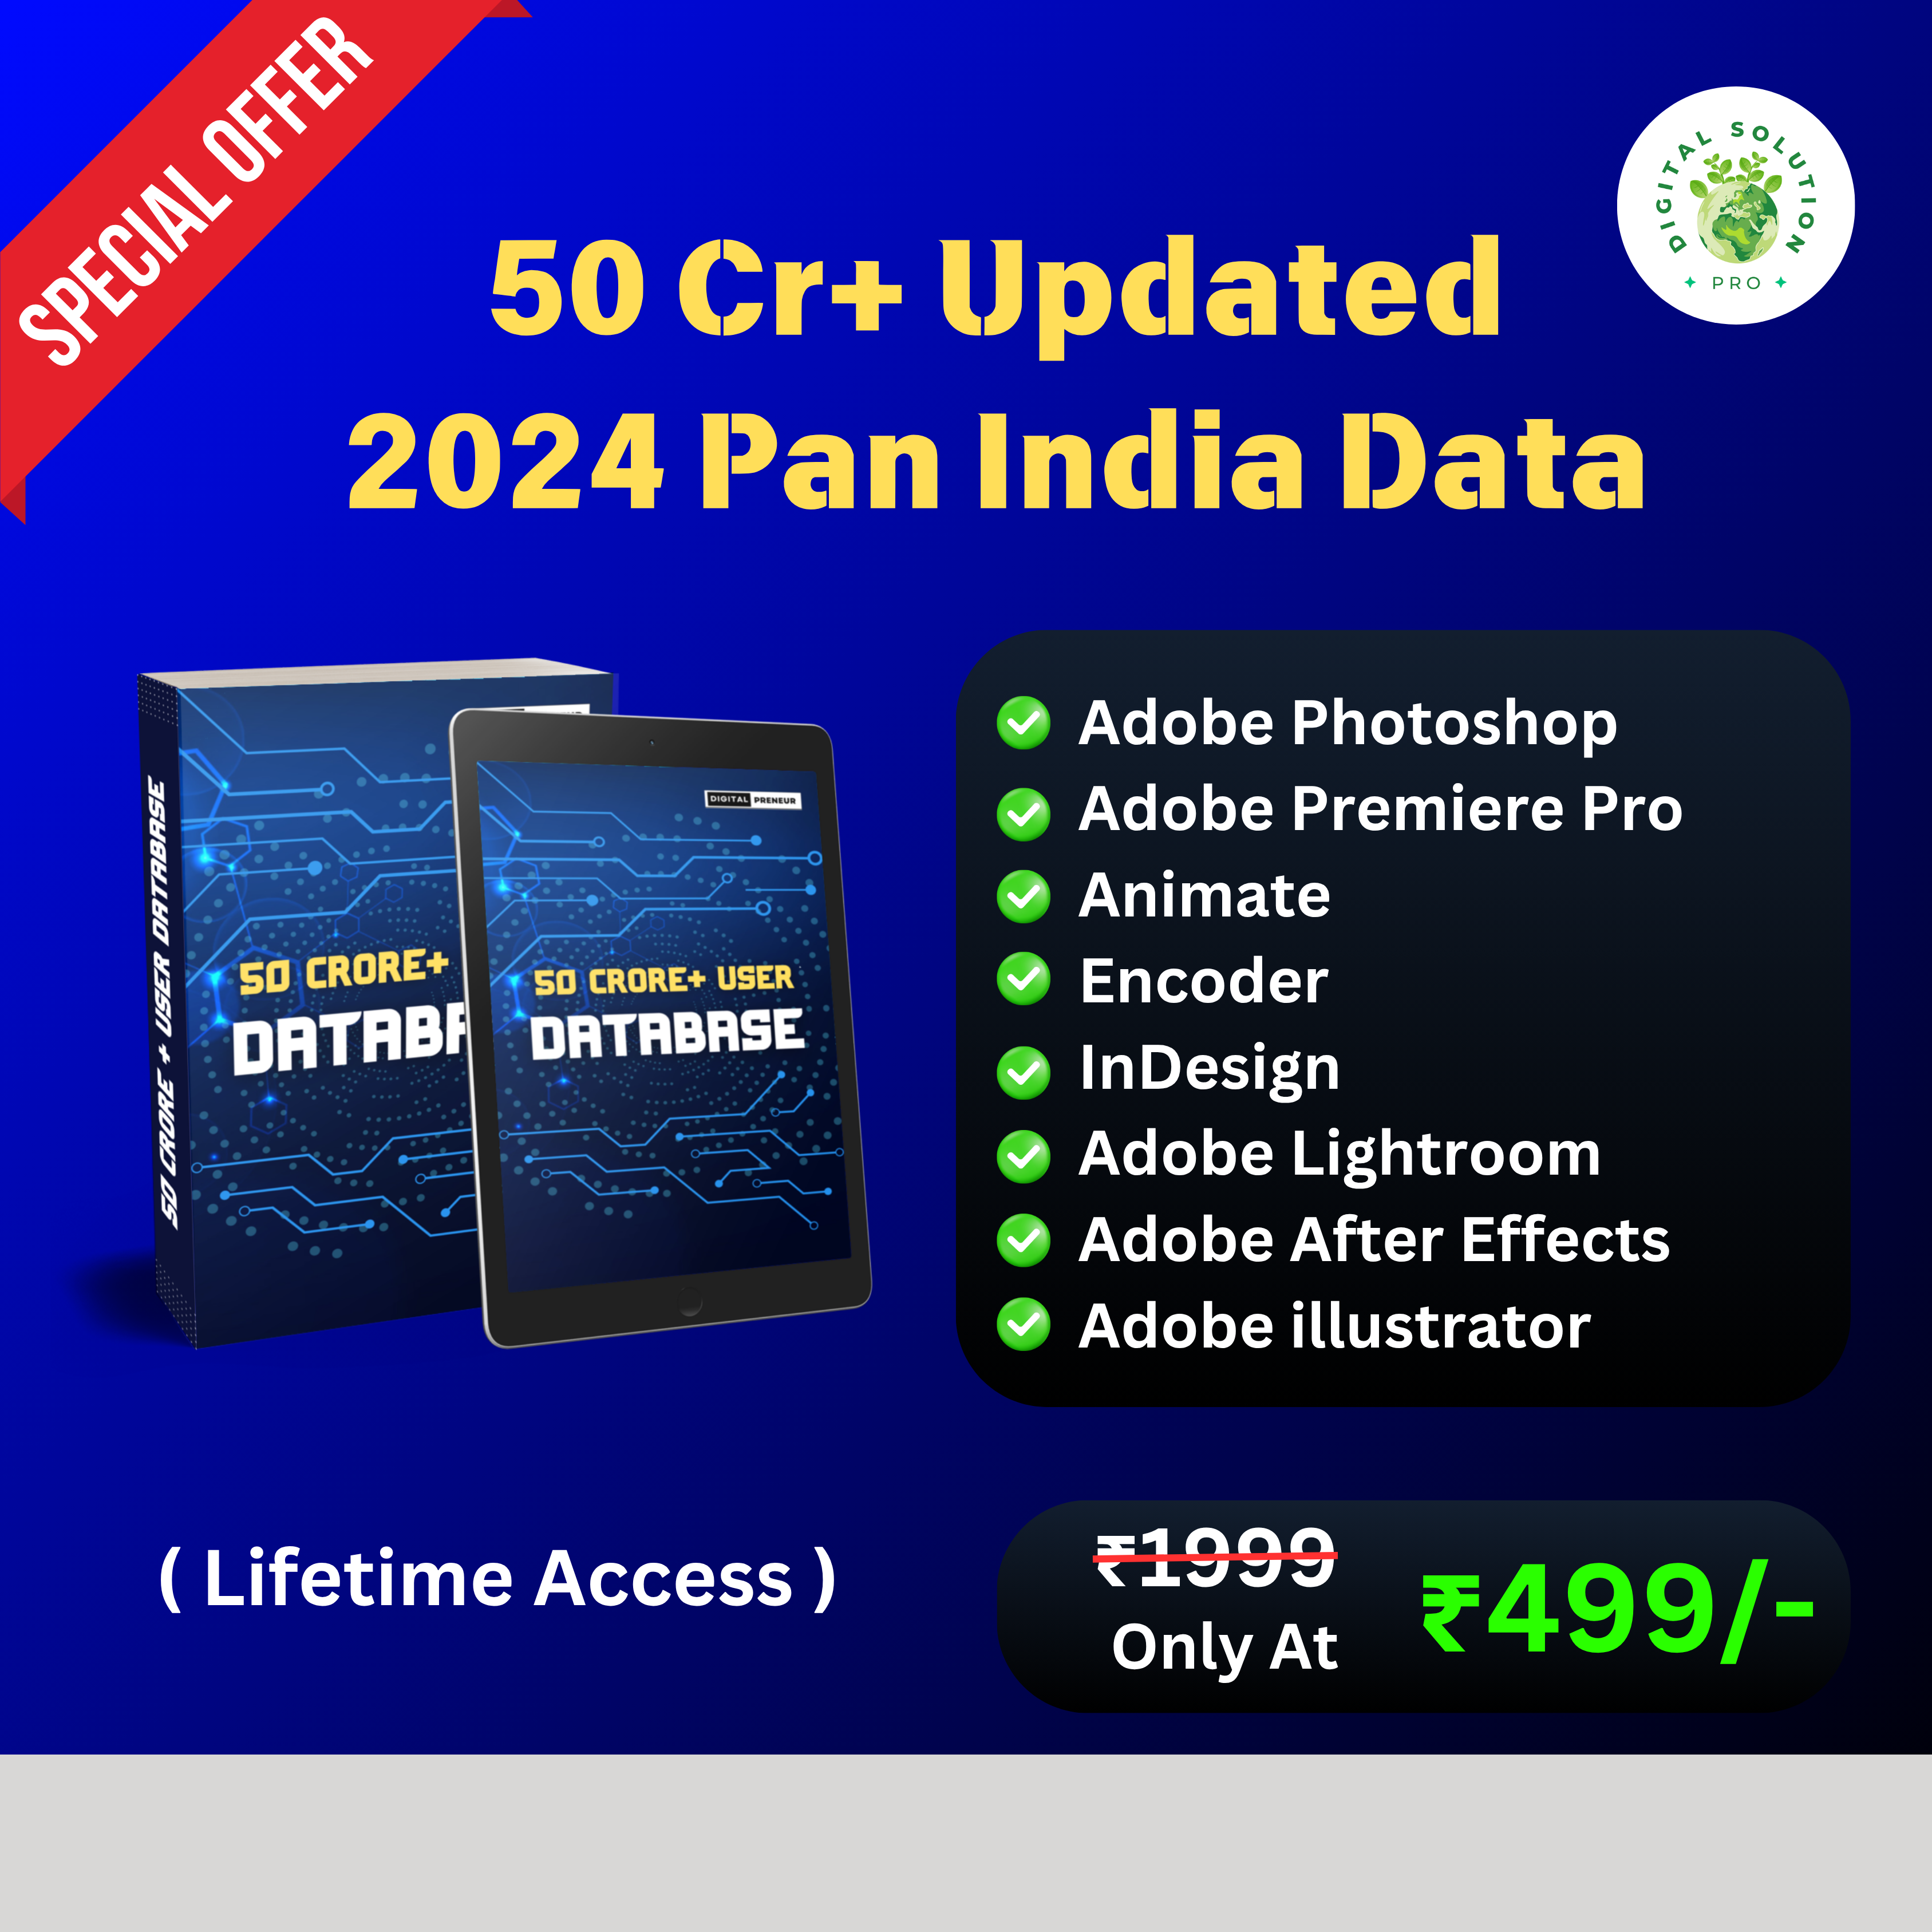 SPECIAL OFFER
DIGITAL SOLUTION
PRO
50 Cr+ Updated
2024 Pan India Data
50 CRORE + USER DATABASE
50 CRORE+
DATABA
DIGITAL PRENEUR
50 CRORE+ USER
DATABASE
Adobe Photoshop
Adobe Premiere Pro
Animate
Encoder
InDesign
Adobe Lightroom
Adobe After Effects
Adobe illustrator
( Lifetime Access )
₹1999
Only At
₹499/-